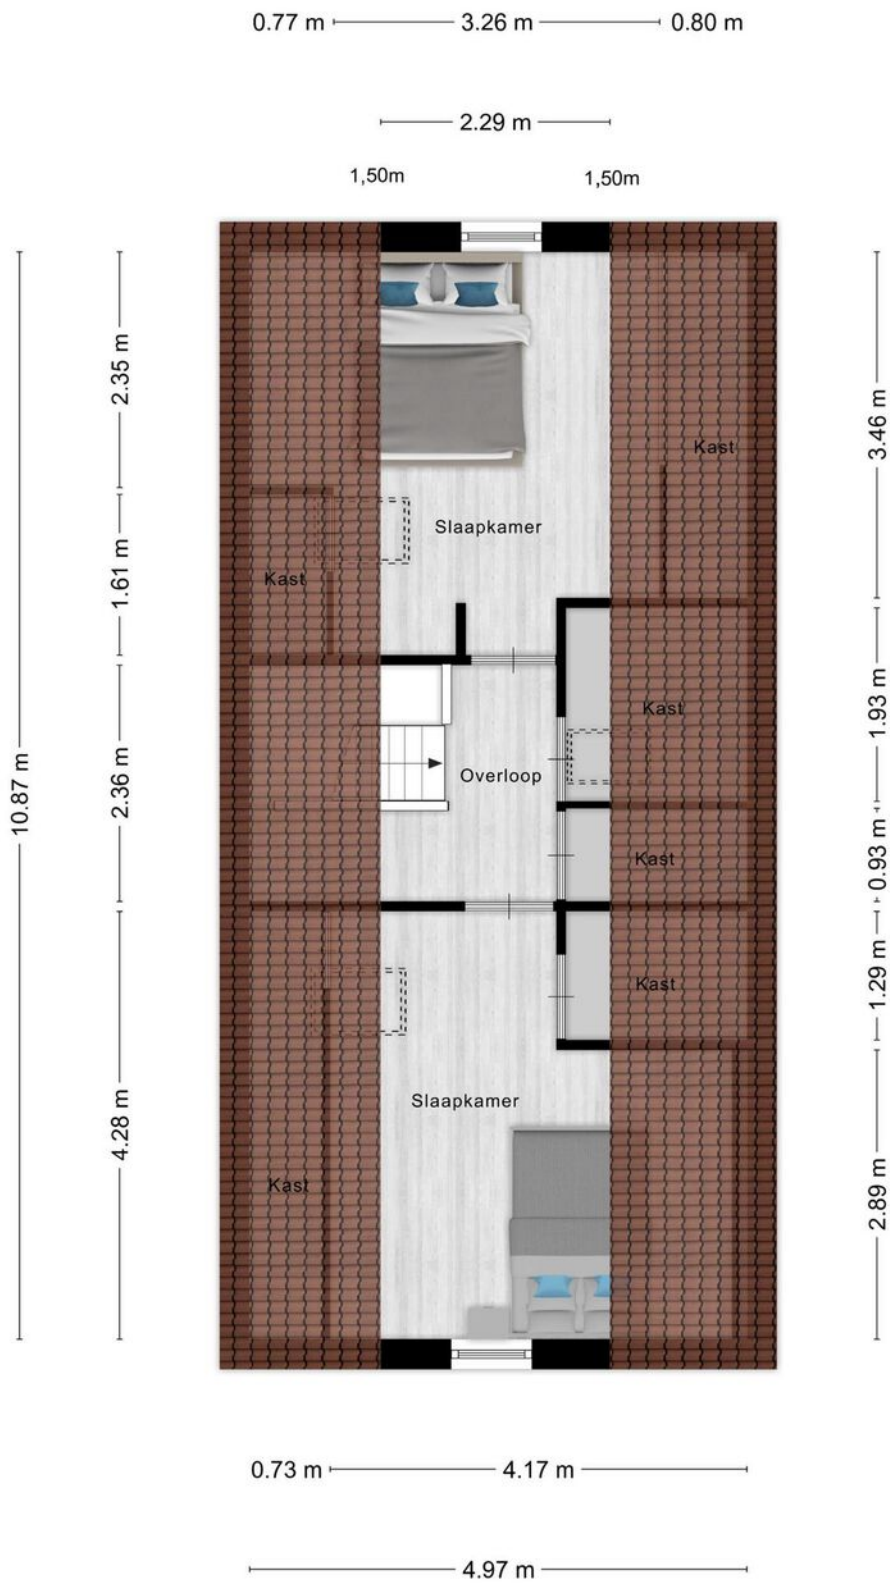 0.77 m 3.26 m 0.80 m
2.29 m
1,50m 1,50m
2.35 m
3.46 m
Kast
Slaapkamer
1.61 m
Kast
1.93 m
Kast
10.87 m
2.36 m
Overloop
0.93 m
Kast
1.29 m
Kast
4.28 m
Slaapkamer
2.89 m
Kast
0.73 m 4.17 m
4.97 m